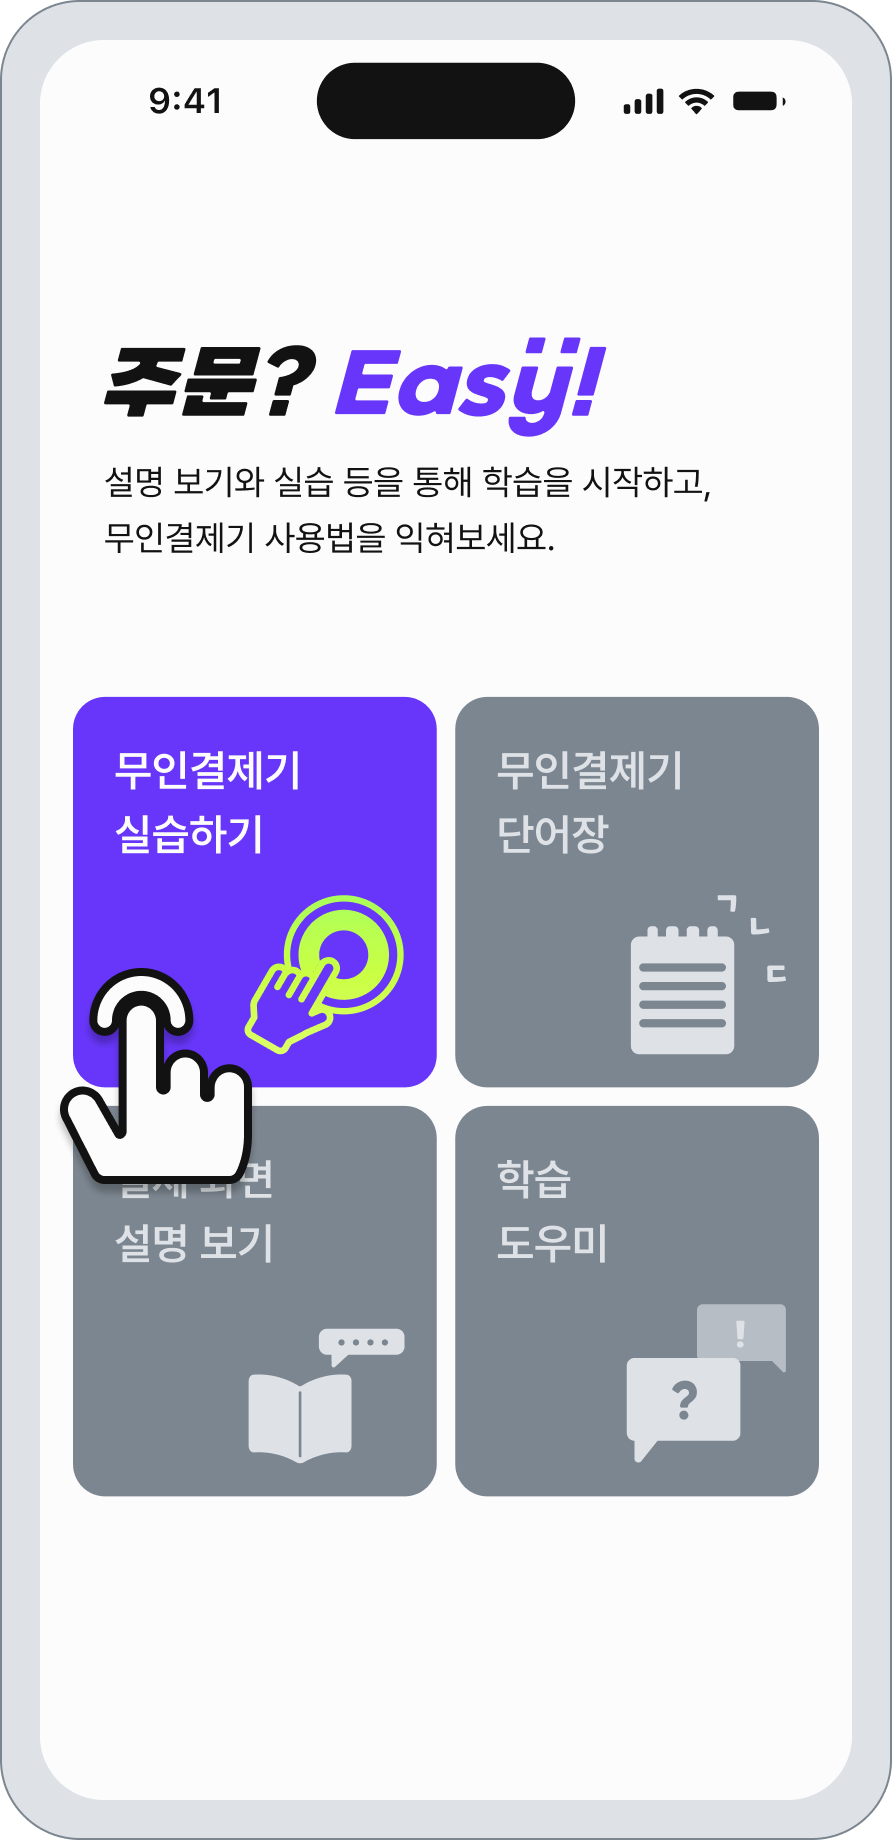 9:41
주문? Easy!
설명 보기와 실습 등을 통해 학습을 시작하고,
무인결제기 사용법을 익혀보세요.
무인결제기
실습하기
무인결제기
단어장
ㄱ
ㄴ
ㄷ
화면
설명 보기
학습
도우미
!
?